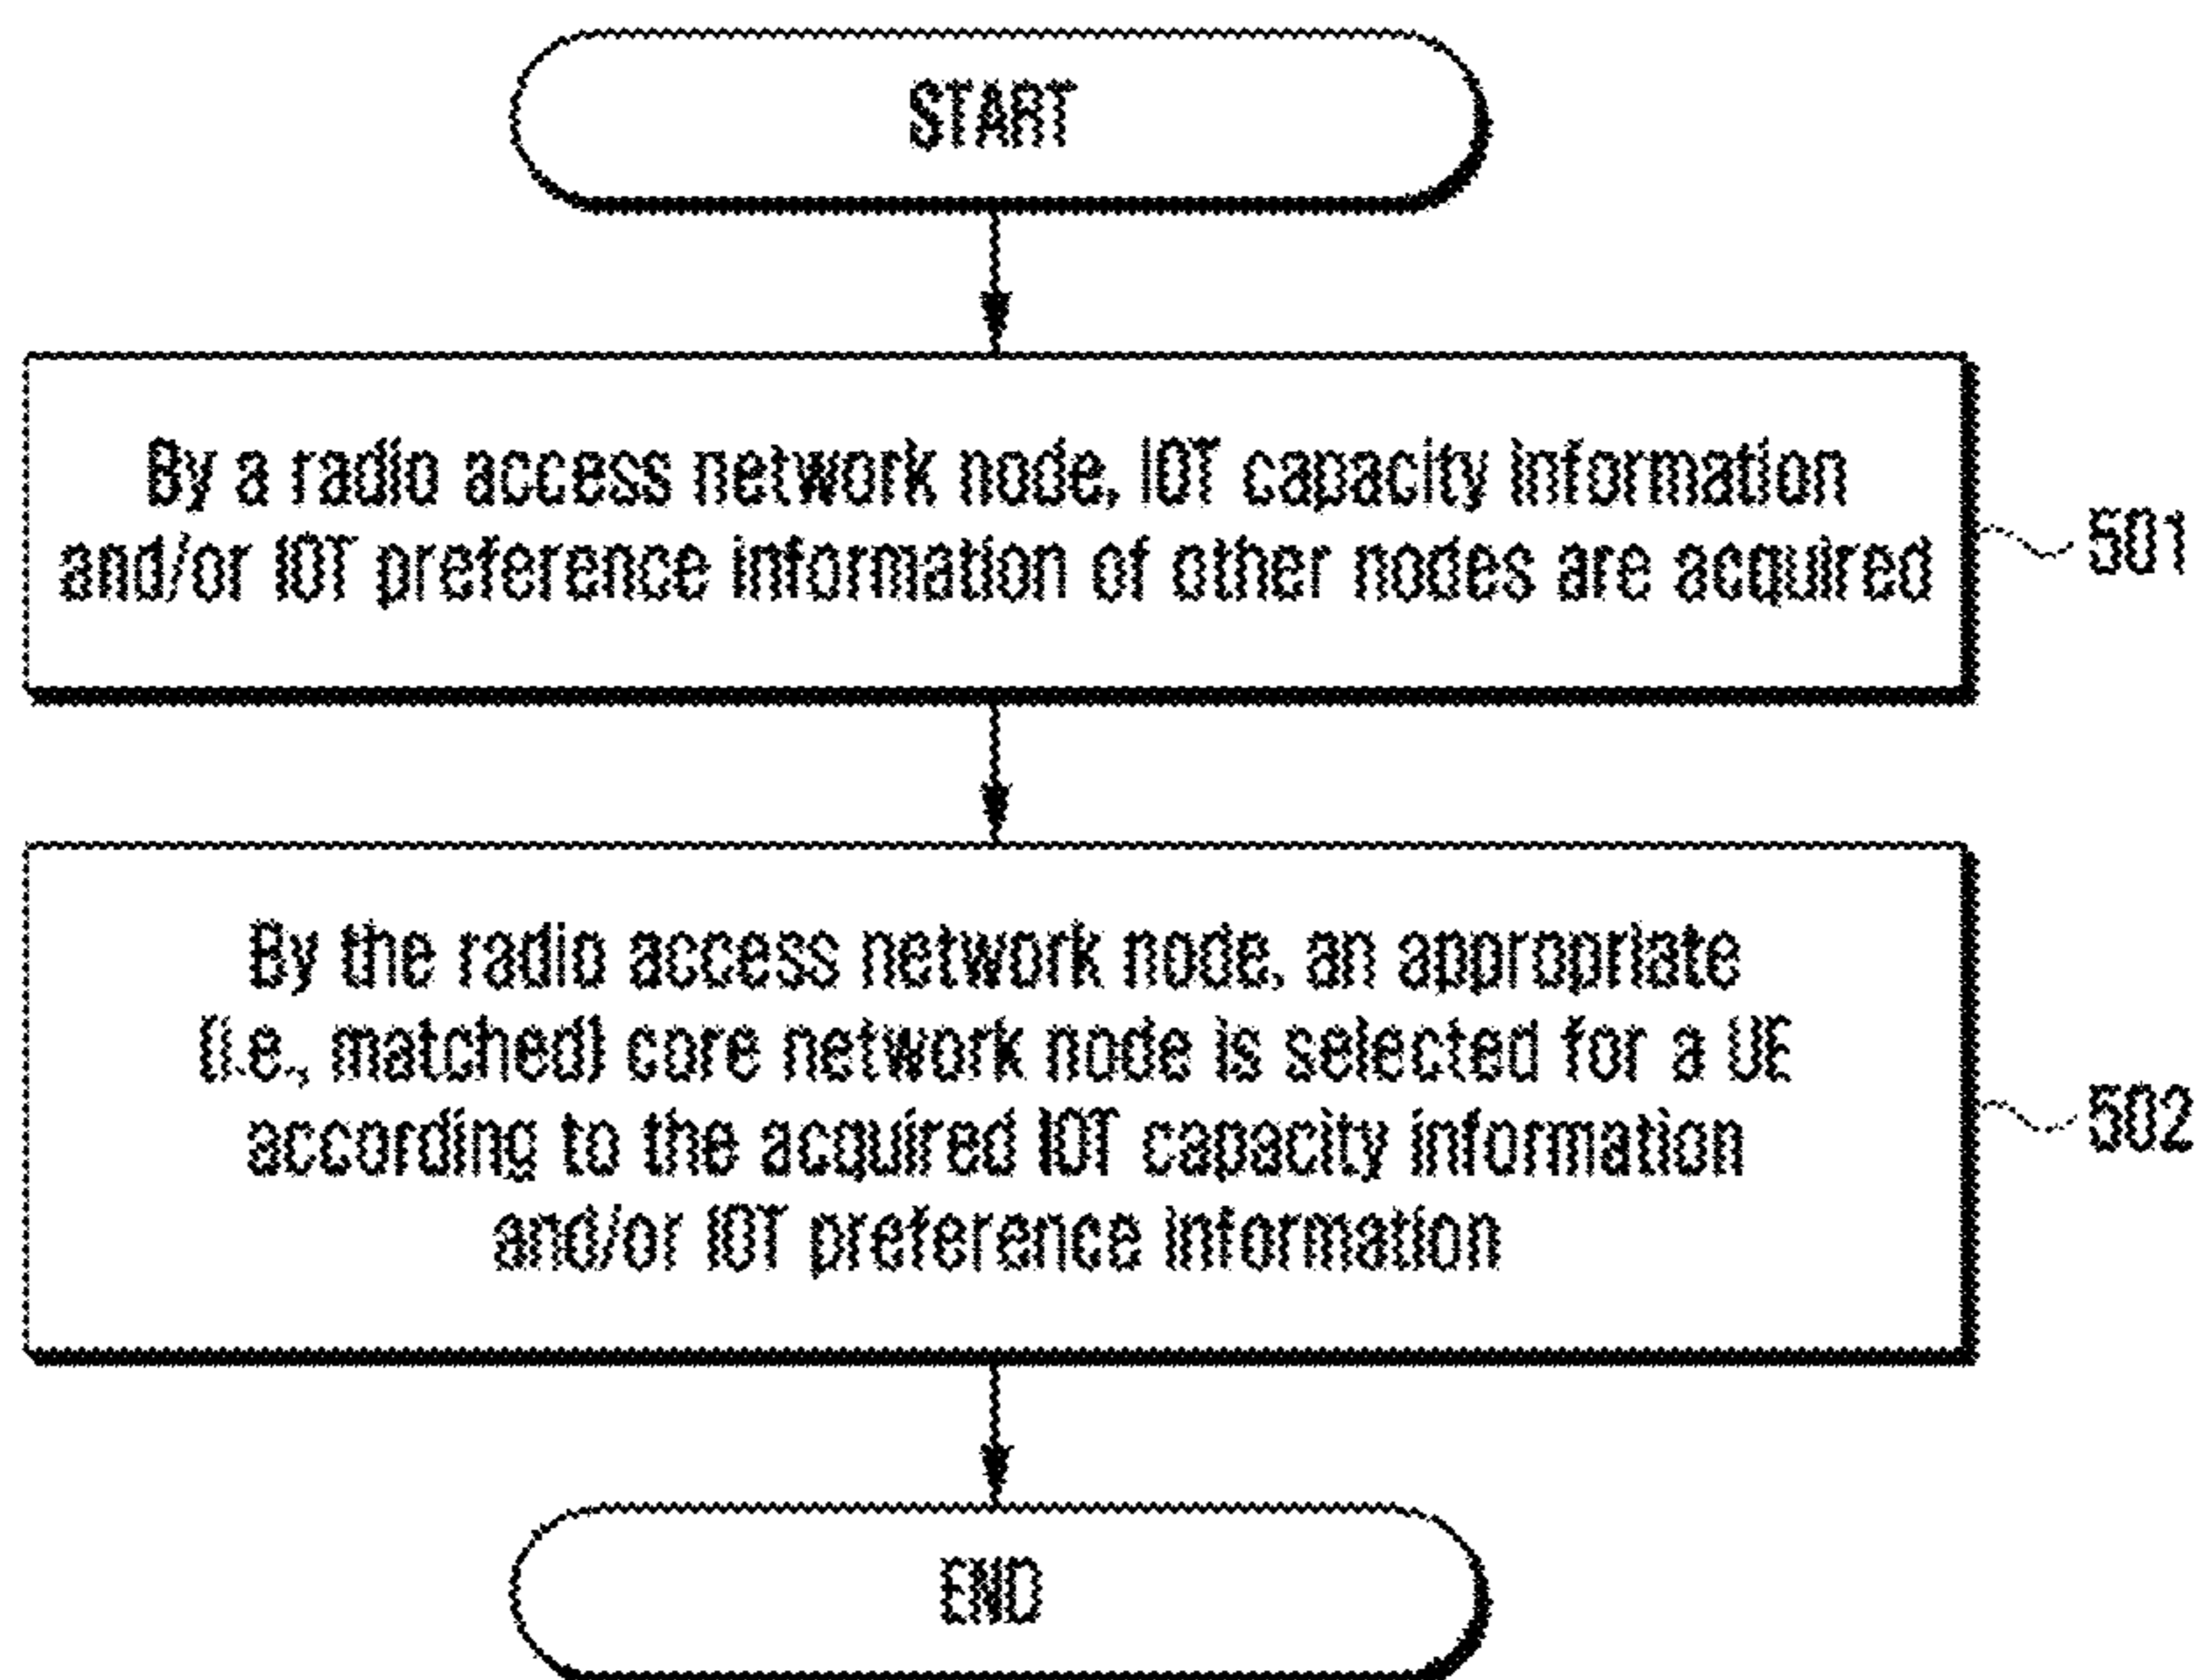 START
By a radio access network node, IOT capacity information
and/or IOT preference information of other nodes are acquired
501
By the radio access network node, an appropriate
(i.e., matched) core network node is selected for a UE
according to the acquired IOT capacity information
and/or IOT preference information
502
END